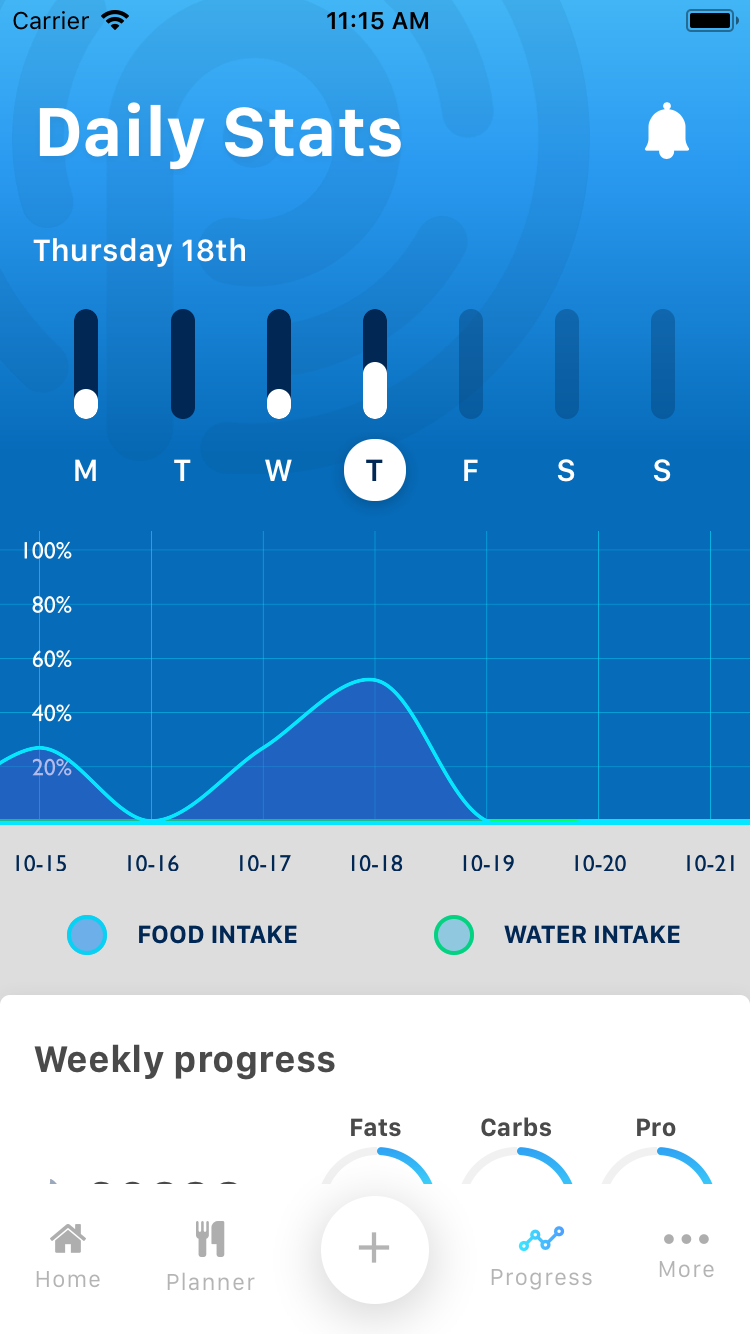 Carrier 11:15 AM
Daily Stats
Thursday 18th
M T W T F S S
100%
80%
60%
40%
20%
10-15 10-16 10-17 10-18 10-19 10-20 10-21
FOOD INTAKE WATER INTAKE
Weekly progress
Fats Carbs Pro
Home Planner + Progress More